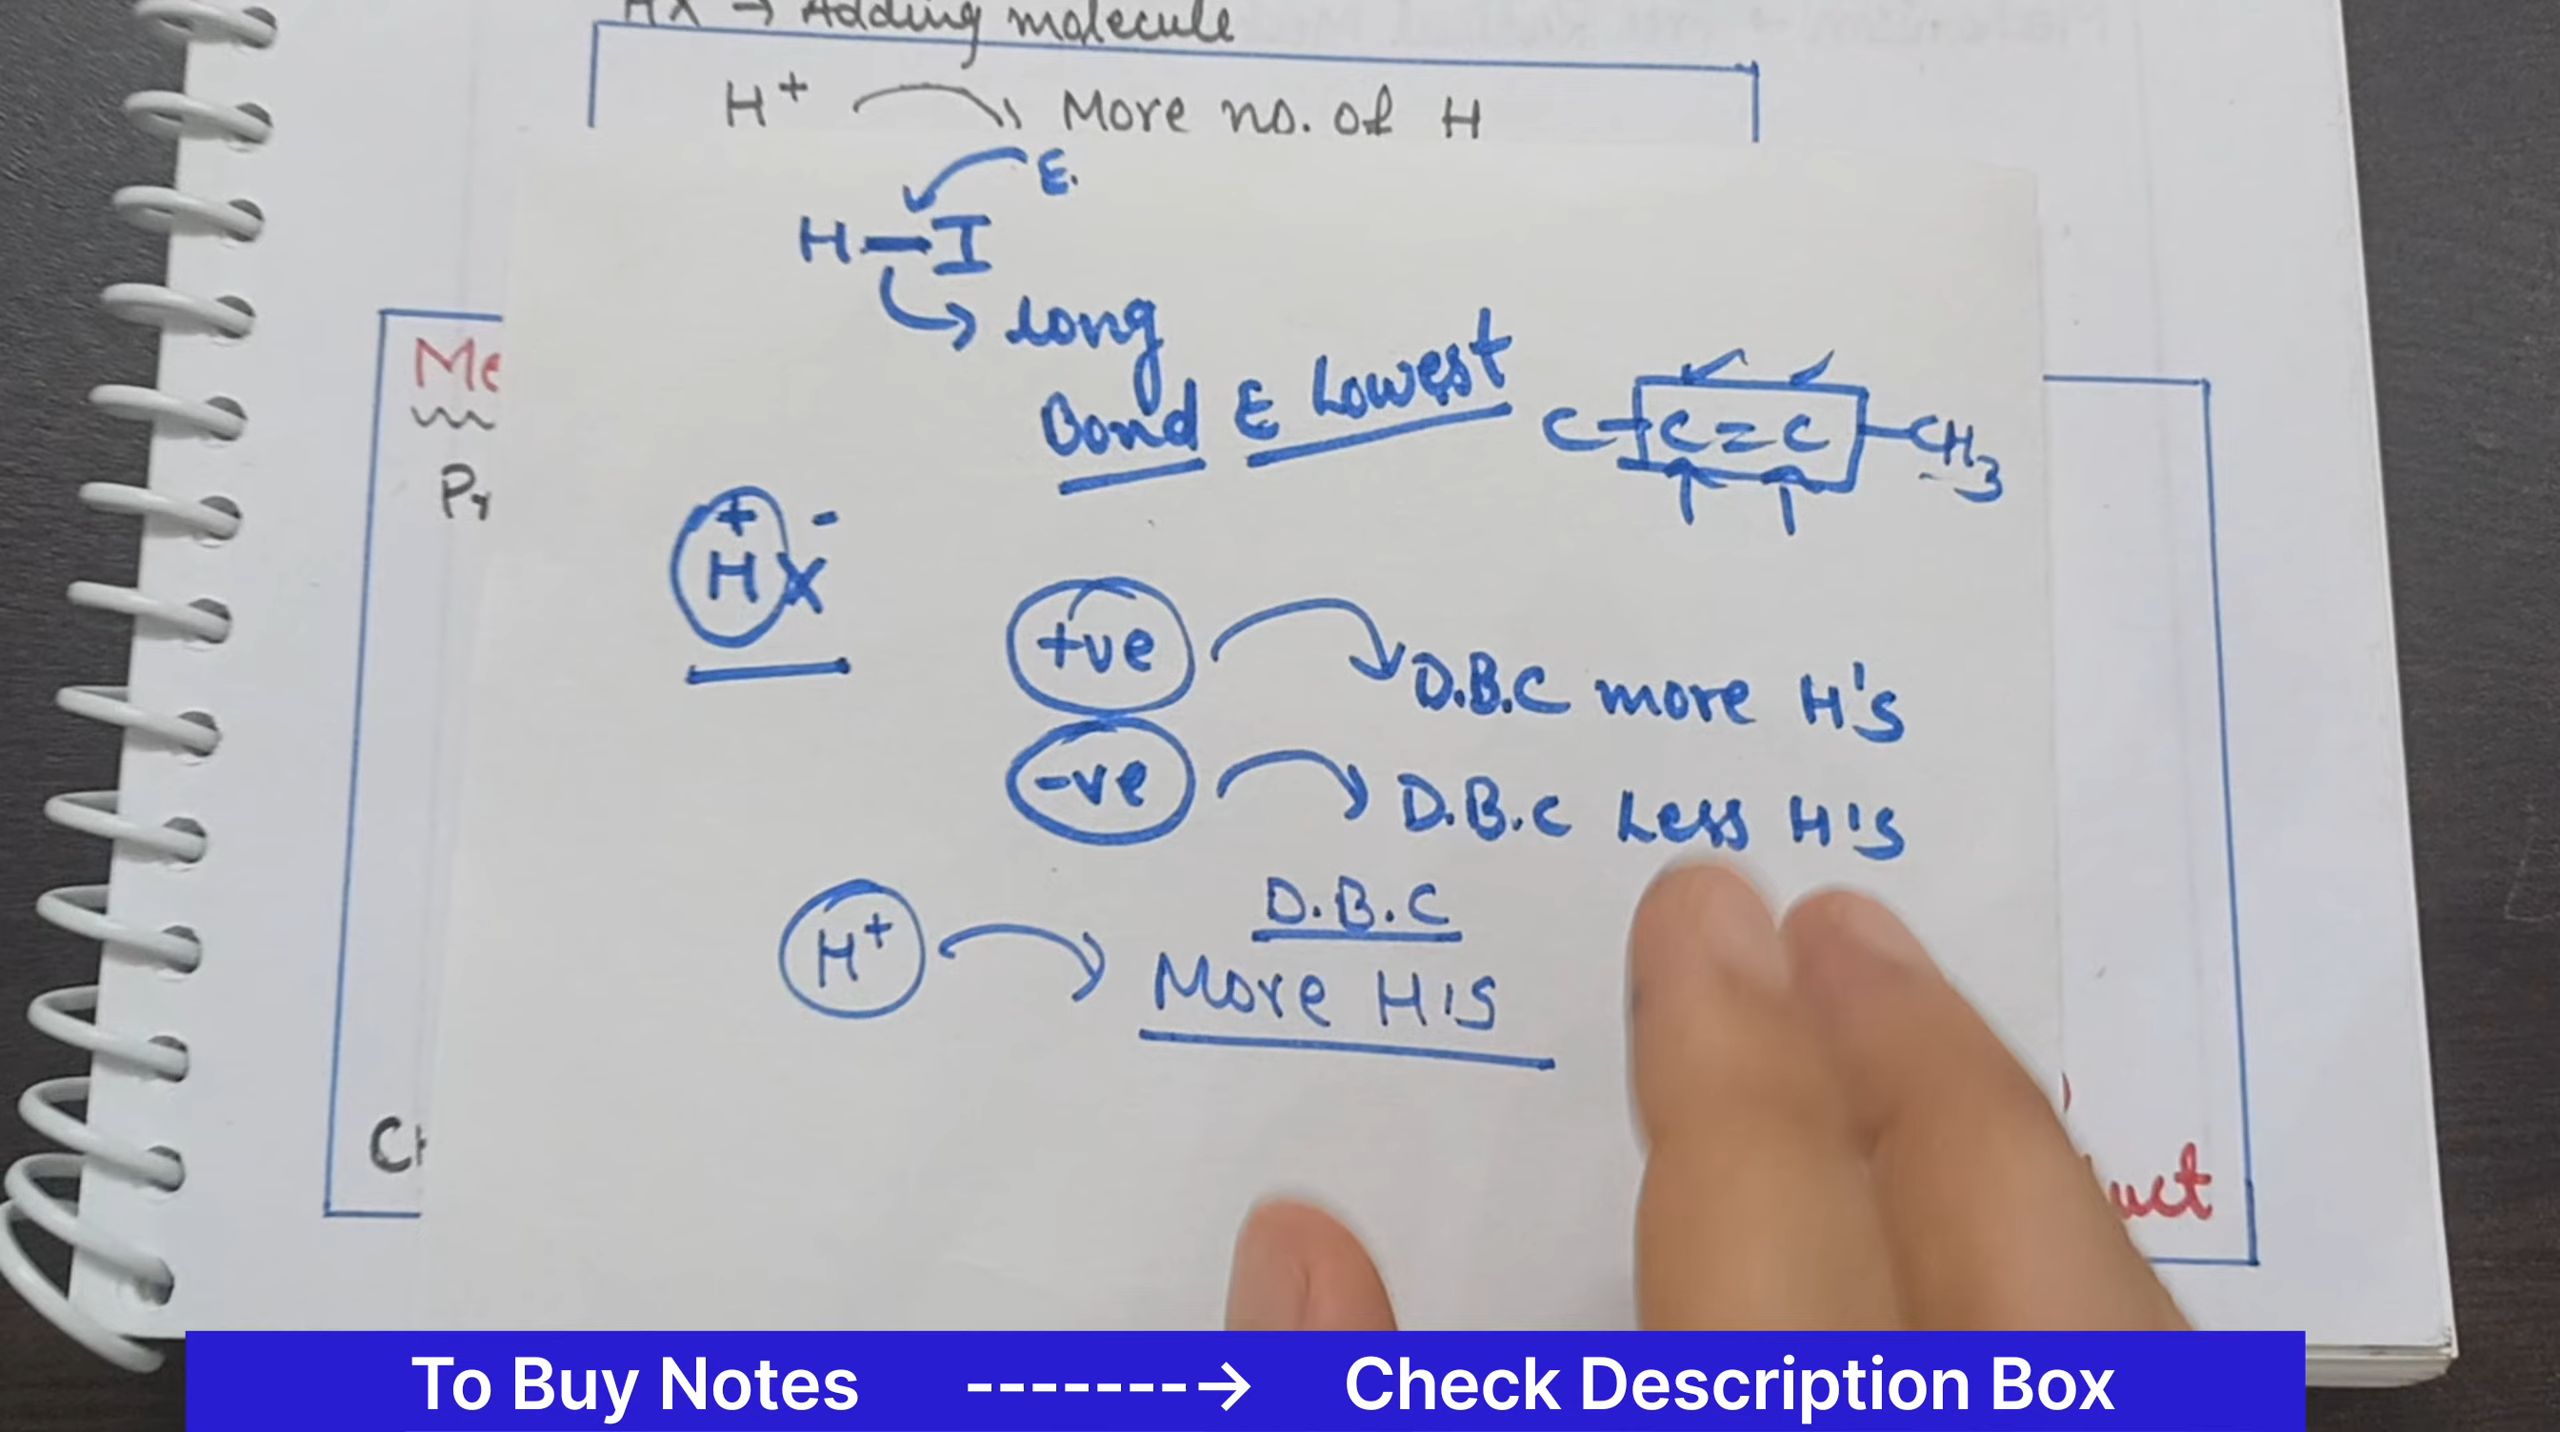 HX → Adding molecule
H⁺ → More no. of H
E.
H-I
→ Long
Bond E Lowest
C-C=C-CH₃
Me
Pr
+ -
HX
+ve → D.B.C more H's
-ve → D.B.C Less H's
D.B.C
H⁺ → More H's
CH
uct
To Buy Notes -------→ Check Description Box